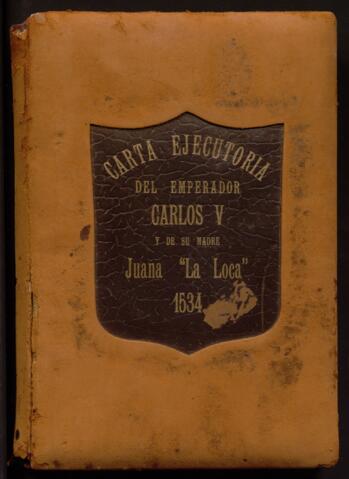 CARTA EJECUTORIA
DEL EMPERADOR
CARLOS V
Y DE SU MADRE
Juana "La Loca"
1534